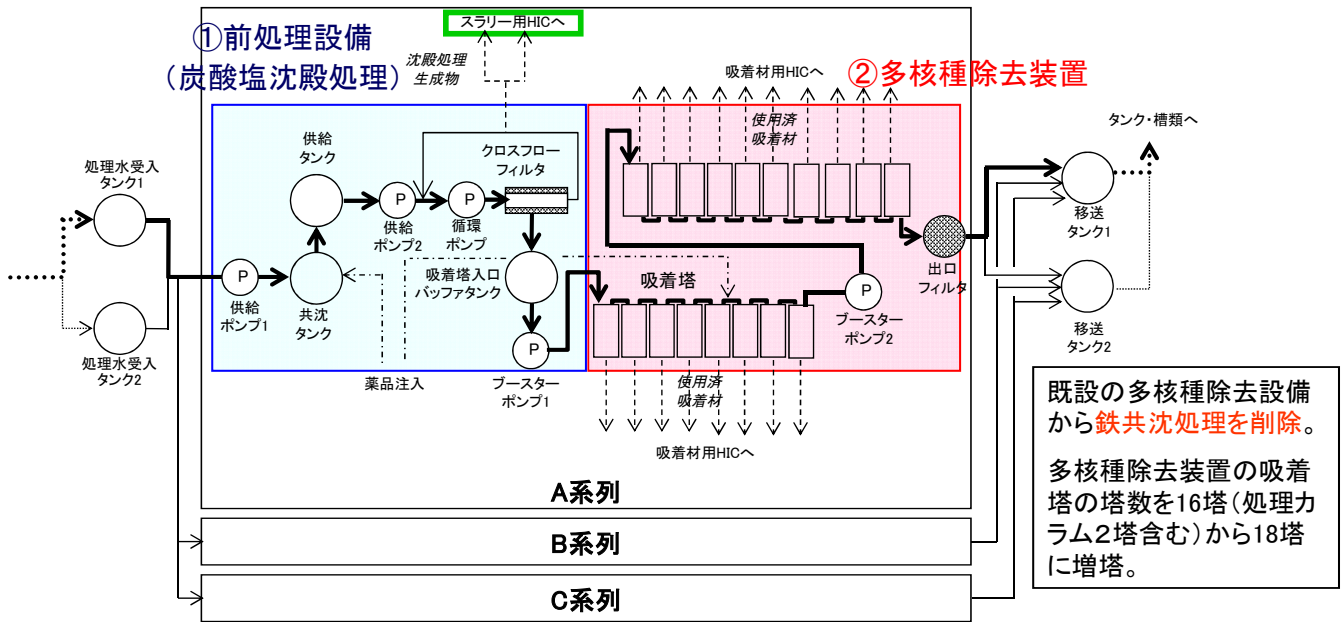 スラリー用HICへ
①前処理設備
（炭酸塩沈殿処理）
沈殿処理
生成物
吸着材用HICへ
②多核種除去装置
使用済
吸着材
タンク・槽類へ
供給
タンク
クロスフロー
フィルタ
処理水受入
タンク1
P
供給
ポンプ2
P
循環
ポンプ
移送
タンク1
P
供給
ポンプ1
共沈
タンク
吸着塔入口
バッファタンク
吸着塔
P
ブースター
ポンプ2
出口
フィルタ
処理水受入
タンク2
薬品注入
P
ブースター
ポンプ1
使用済
吸着材
移送
タンク2
吸着材用HICへ
A系列
B系列
C系列
既設の多核種除去設備
から鉄共沈処理を削除。
多核種除去装置の吸着
塔の塔数を16塔（処理カ
ラム２塔含む）から18塔
に増塔。